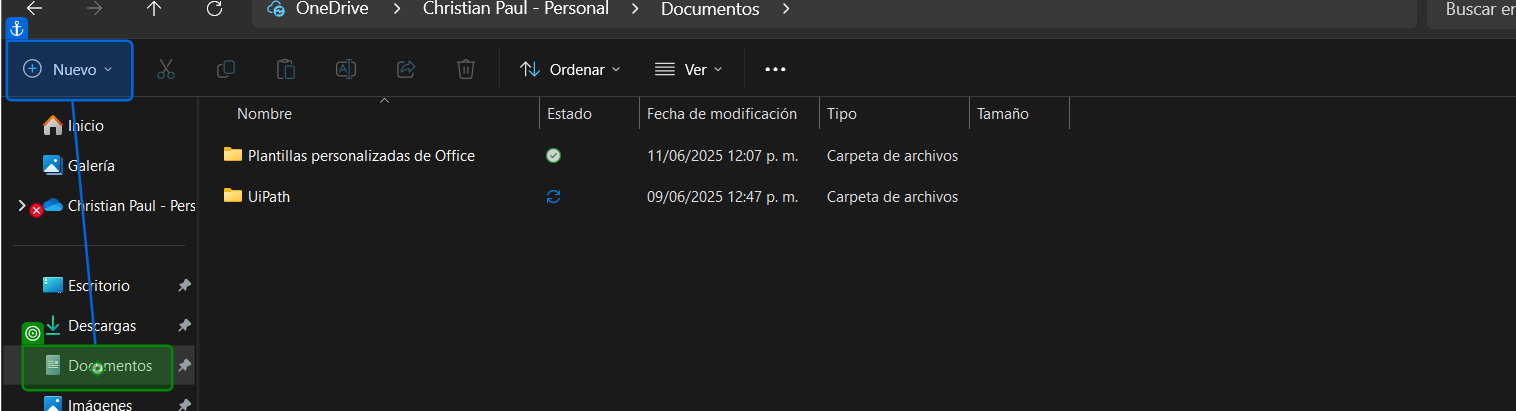 OneDrive > Christian Paul - Personal > Documentos >
Buscar en
Nuevo
Ordenar
Ver
Nombre Estado Fecha de modificación Tipo Tamaño
Plantillas personalizadas de Office 11/06/2025 12:07 p. m. Carpeta de archivos
UiPath 09/06/2025 12:47 p. m. Carpeta de archivos
Inicio
Galería
Christian Paul - Pers
Escritorio
Descargas
Documentos
Imágenes